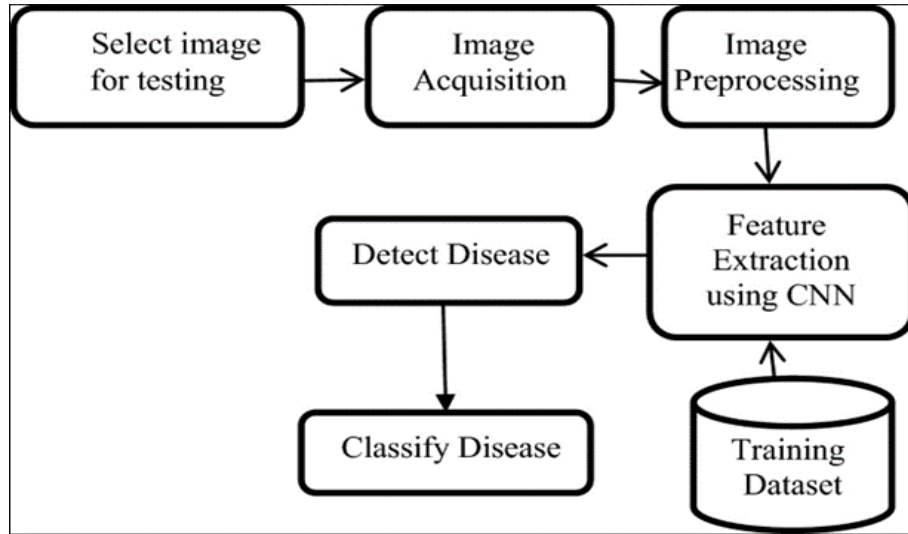 Select image
for testing
Image
Acquisition
Image
Preprocessing
Feature
Extraction
using CNN
Detect Disease
Classify Disease
Training
Dataset